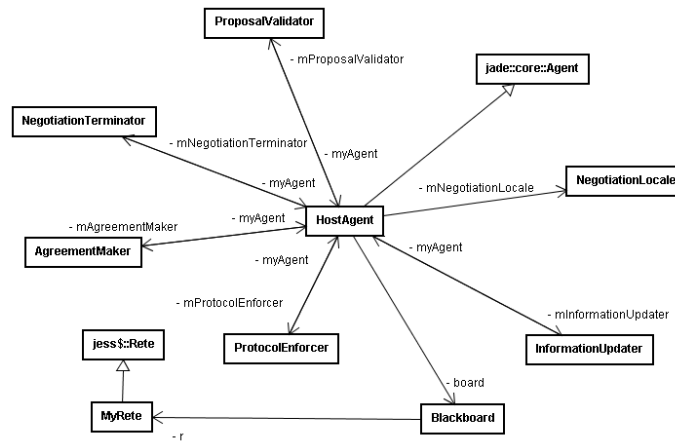 ProposalValidator
- mProposalValidator
jade::core::Agent
NegotiationTerminator
- mNegotiationTerminator
- myAgent
- myAgent
- mNegotiationLocale
NegotiationLocale
- mAgreementMaker
- myAgent
HostAgent
AgreementMaker
- myAgent
- myAgent
- mProtocolEnforcer
- mInformationUpdater
jess$::Rete
ProtocolEnforcer
InformationUpdater
- board
MyRete
Blackboard
- r